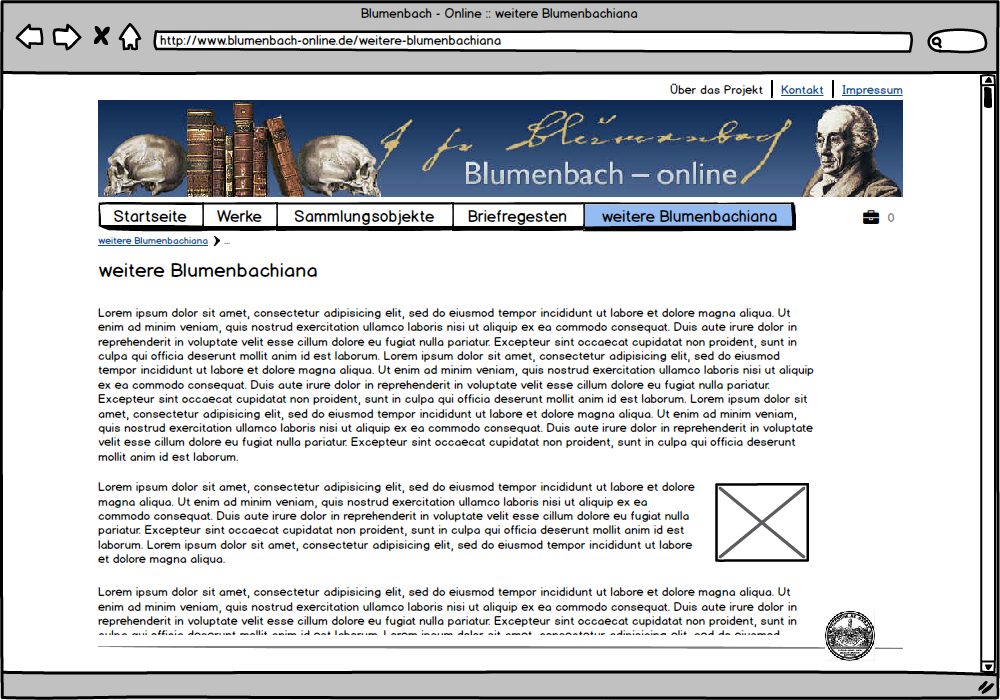 Blumenbach - Online :: weitere Blumenbachiana
http://www.blumenbach-online.de/weitere-blumenbachiana
Über das Projekt | Kontakt | Impressum
Blumenbach – online
Startseite Werke Sammlungsobjekte Briefregesten weitere Blumenbachiana 0
weitere Blumenbachiana > ...
weitere Blumenbachiana
Lorem ipsum dolor sit amet, consectetur adipisicing elit, sed do eiusmod tempor incididunt ut labore et dolore magna aliqua. Ut
enim ad minim veniam, quis nostrud exercitation ullamco laboris nisi ut aliquip ex ea commodo consequat. Duis aute irure dolor in
reprehenderit in voluptate velit esse cillum dolore eu fugiat nulla pariatur. Excepteur sint occaecat cupidatat non proident, sunt in
culpa qui officia deserunt mollit anim id est laborum. Lorem ipsum dolor sit amet, consectetur adipisicing elit, sed do eiusmod
tempor incididunt ut labore et dolore magna aliqua. Ut enim ad minim veniam, quis nostrud exercitation ullamco laboris nisi ut aliquip
ex ea commodo consequat. Duis aute irure dolor in reprehenderit in voluptate velit esse cillum dolore eu fugiat nulla pariatur.
Excepteur sint occaecat cupidatat non proident, sunt in culpa qui officia deserunt mollit anim id est laborum. Lorem ipsum dolor sit
amet, consectetur adipisicing elit, sed do eiusmod tempor incididunt ut labore et dolore magna aliqua. Ut enim ad minim veniam,
quis nostrud exercitation ullamco laboris nisi ut aliquip ex ea commodo consequat. Duis aute irure dolor in reprehenderit in voluptate
velit esse cillum dolore eu fugiat nulla pariatur. Excepteur sint occaecat cupidatat non proident, sunt in culpa qui officia deserunt
mollit anim id est laborum.
Lorem ipsum dolor sit amet, consectetur adipisicing elit, sed do eiusmod tempor incididunt ut labore et dolore
magna aliqua. Ut enim ad minim veniam, quis nostrud exercitation ullamco laboris nisi ut aliquip ex ea
commodo consequat. Duis aute irure dolor in reprehenderit in voluptate velit esse cillum dolore eu fugiat nulla
pariatur. Excepteur sint occaecat cupidatat non proident, sunt in culpa qui officia deserunt mollit anim id est
laborum. Lorem ipsum dolor sit amet, consectetur adipisicing elit, sed do eiusmod tempor incididunt ut labore
et dolore magna aliqua.
Lorem ipsum dolor sit amet, consectetur adipisicing elit, sed do eiusmod tempor incididunt ut labore et dolore magna aliqua. Ut
enim ad minim veniam, quis nostrud exercitation ullamco laboris nisi ut aliquip ex ea commodo consequat. Duis aute irure dolor in
reprehenderit in voluptate velit esse cillum dolore eu fugiat nulla pariatur. Excepteur sint occaecat cupidatat non proident, sunt in
culpa qui officia deserunt mollit anim id est laborum. Lorem ipsum dolor sit amet, consectetur adipisicing elit, sed do eiusmod